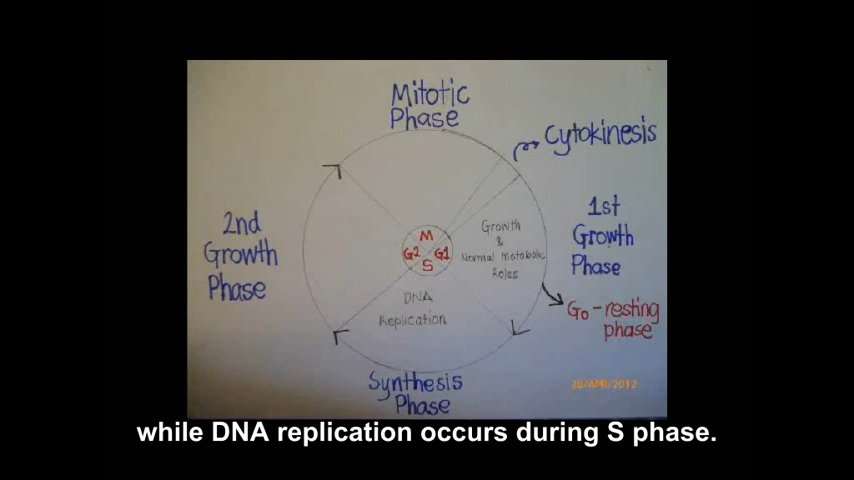 Mitotic
Phase
Cytokinesis
1st
Growth
Phase
2nd
Growth
Phase
M
G2 G1
S
Growth
&
Normal Metabolic
Roles
DNA
Replication
G0 - resting
phase
Synthesis
Phase
26/APR/2012
while DNA replication occurs during S phase.